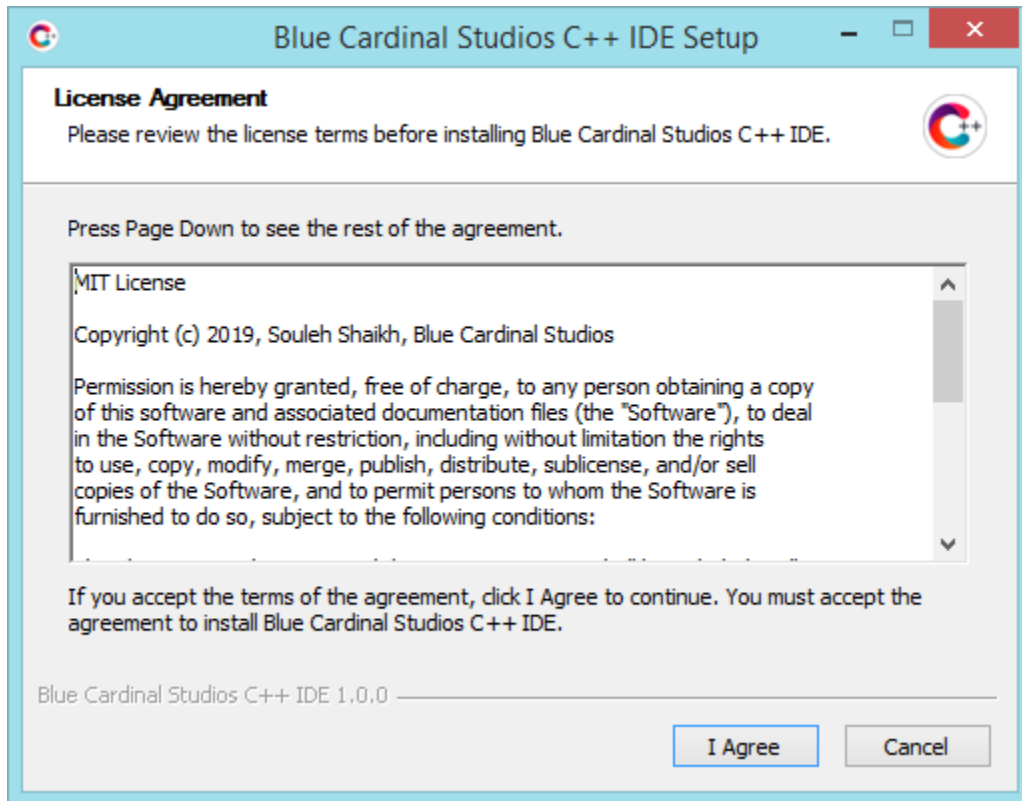 Blue Cardinal Studios C++ IDE Setup
License Agreement
Please review the license terms before installing Blue Cardinal Studios C++ IDE.
C++
Press Page Down to see the rest of the agreement.
MIT License
Copyright (c) 2019, Souleh Shaikh, Blue Cardinal Studios
Permission is hereby granted, free of charge, to any person obtaining a copy
of this software and associated documentation files (the "Software"), to deal
in the Software without restriction, including without limitation the rights
to use, copy, modify, merge, publish, distribute, sublicense, and/or sell
copies of the Software, and to permit persons to whom the Software is
furnished to do so, subject to the following conditions:
If you accept the terms of the agreement, click I Agree to continue. You must accept the
agreement to install Blue Cardinal Studios C++ IDE.
Blue Cardinal Studios C++ IDE 1.0.0
I Agree
Cancel